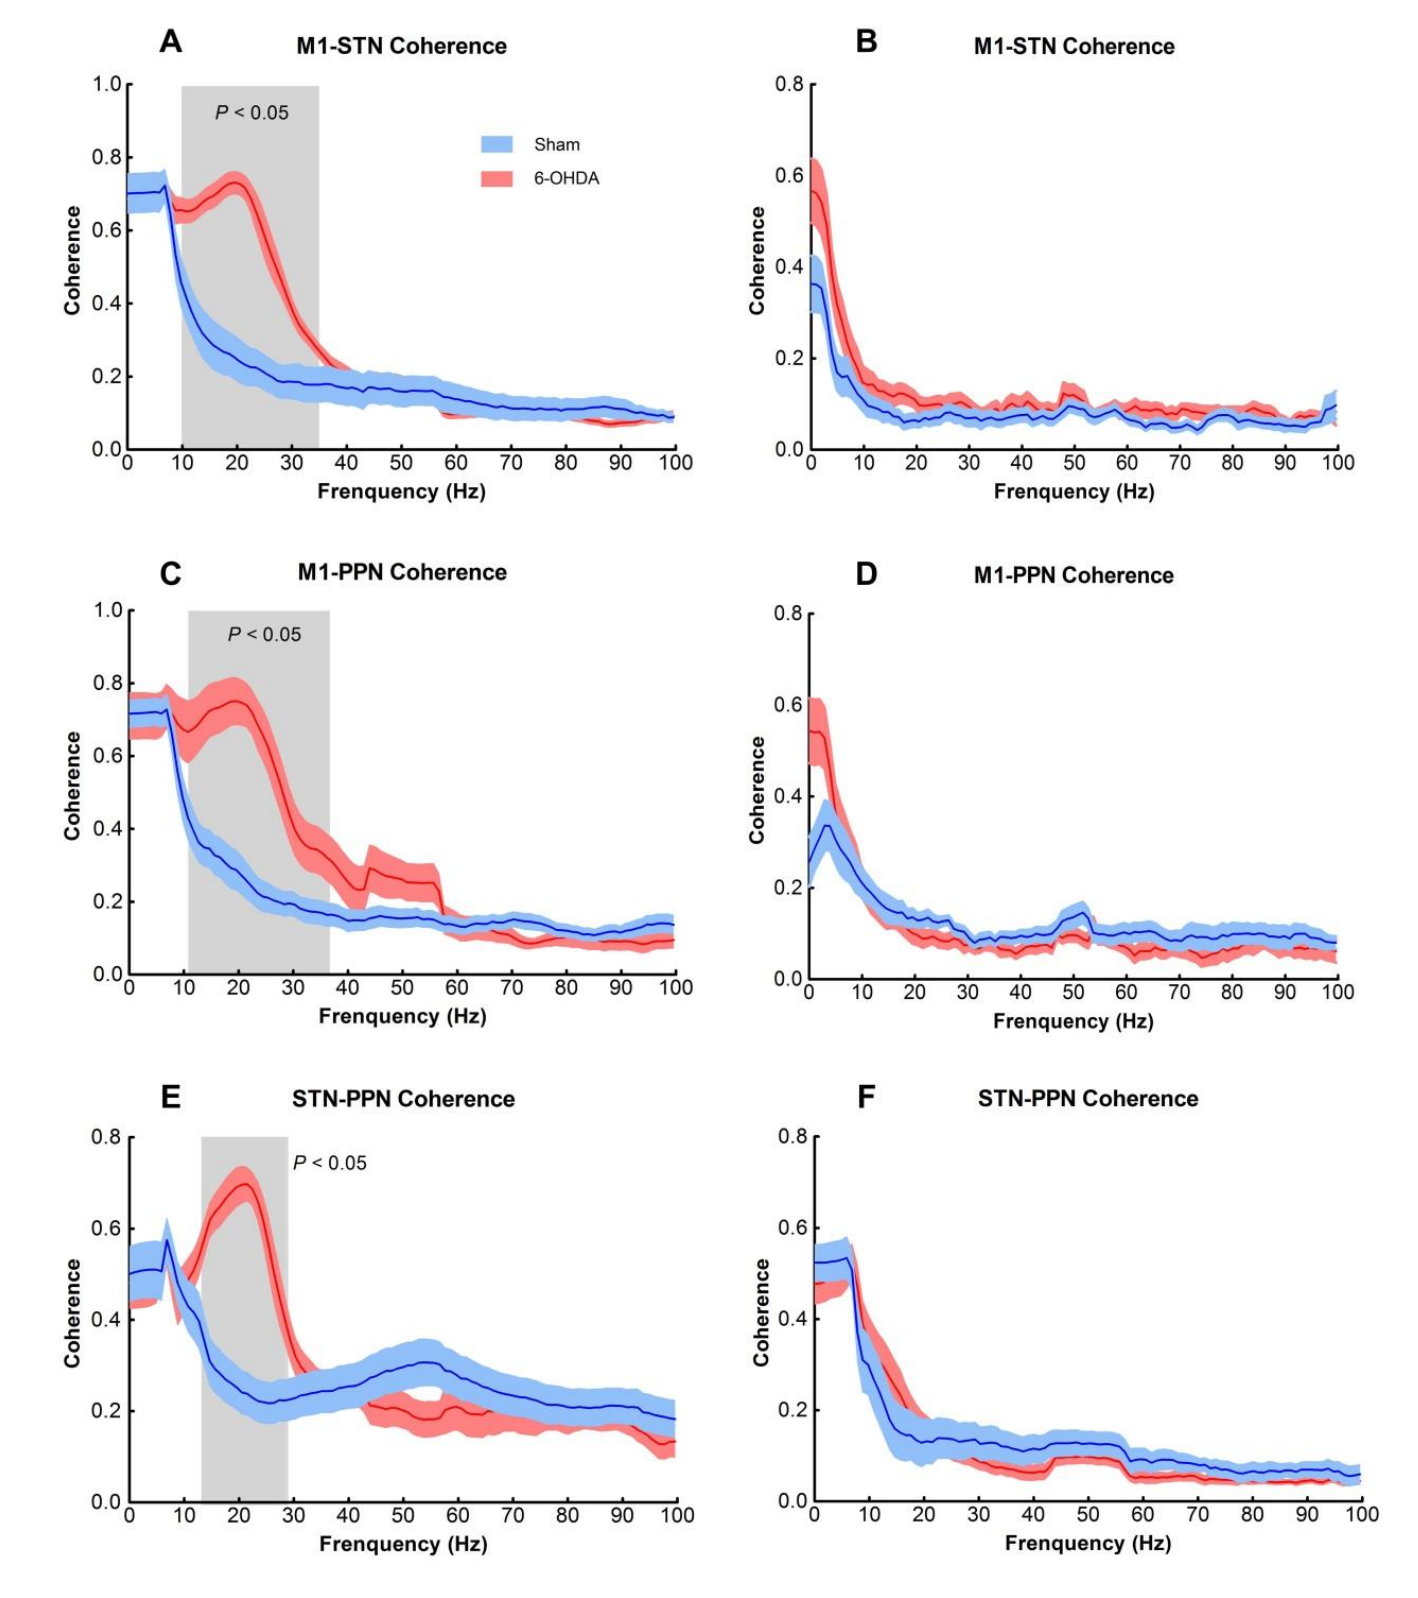 A
M1-STN Coherence
1.0
0.8
0.6
0.4
0.2
0.0
Coherence
P < 0.05
Sham
6-OHDA
0 10 20 30 40 50 60 70 80 90 100
Frenquency (Hz)
B
M1-STN Coherence
0.8
0.6
0.4
0.2
0.0
Coherence
0 10 20 30 40 50 60 70 80 90 100
Frenquency (Hz)
C
M1-PPN Coherence
1.0
0.8
0.6
0.4
0.2
0.0
Coherence
P < 0.05
0 10 20 30 40 50 60 70 80 90 100
Frenquency (Hz)
D
M1-PPN Coherence
0.8
0.6
0.4
0.2
0.0
Coherence
0 10 20 30 40 50 60 70 80 90 100
Frenquency (Hz)
E
STN-PPN Coherence
0.8
0.6
0.4
0.2
0.0
Coherence
P < 0.05
0 10 20 30 40 50 60 70 80 90 100
Frenquency (Hz)
F
STN-PPN Coherence
0.8
0.6
0.4
0.2
0.0
Coherence
0 10 20 30 40 50 60 70 80 90 100
Frenquency (Hz)